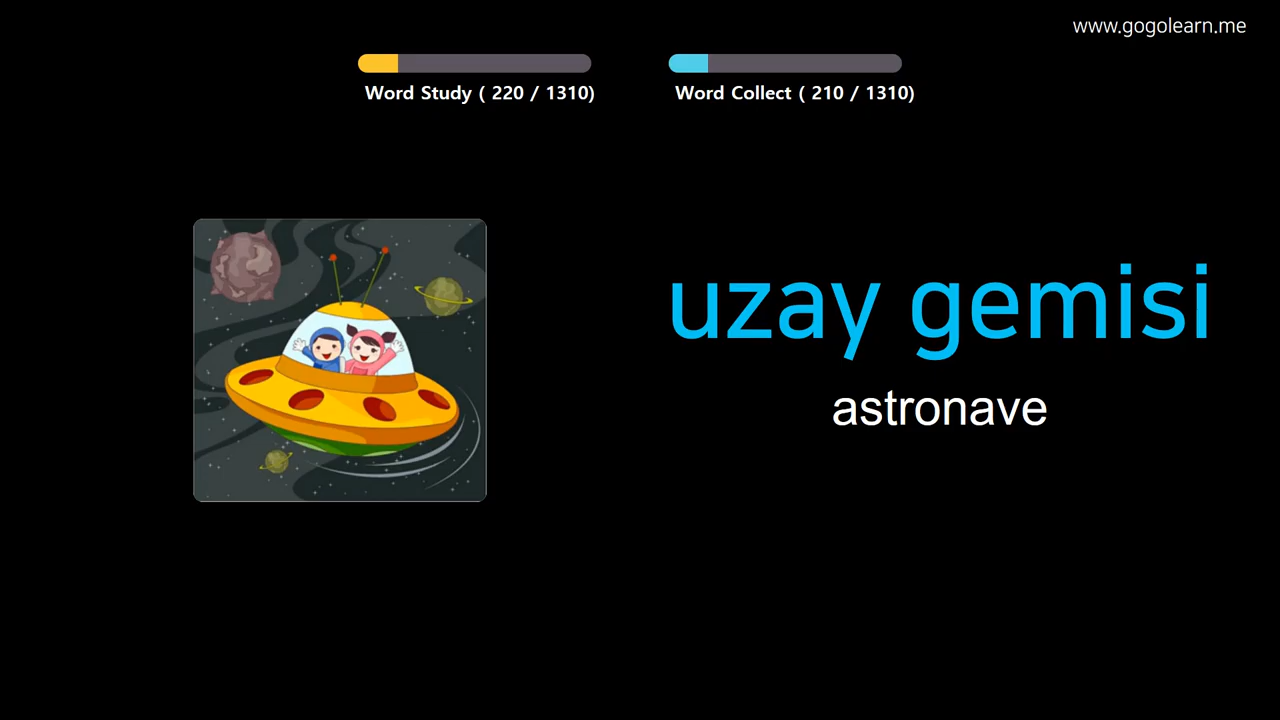 www.gogolearn.me
Word Study ( 220 / 1310)
Word Collect ( 210 / 1310)
uzay gemisi
astronave